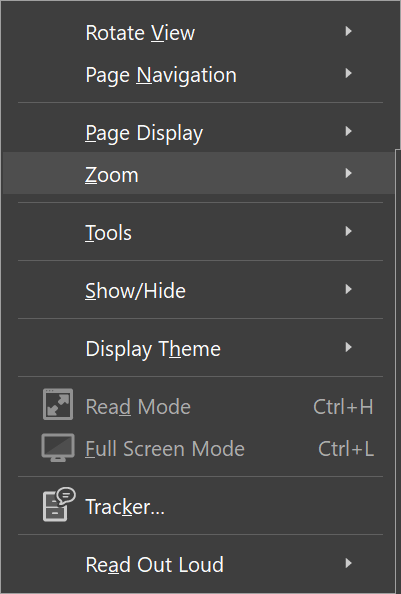 Rotate View
Page Navigation
Page Display
Zoom
Tools
Show/Hide
Display Theme
Read Mode Ctrl+H
Full Screen Mode Ctrl+L
Tracker...
Read Out Loud